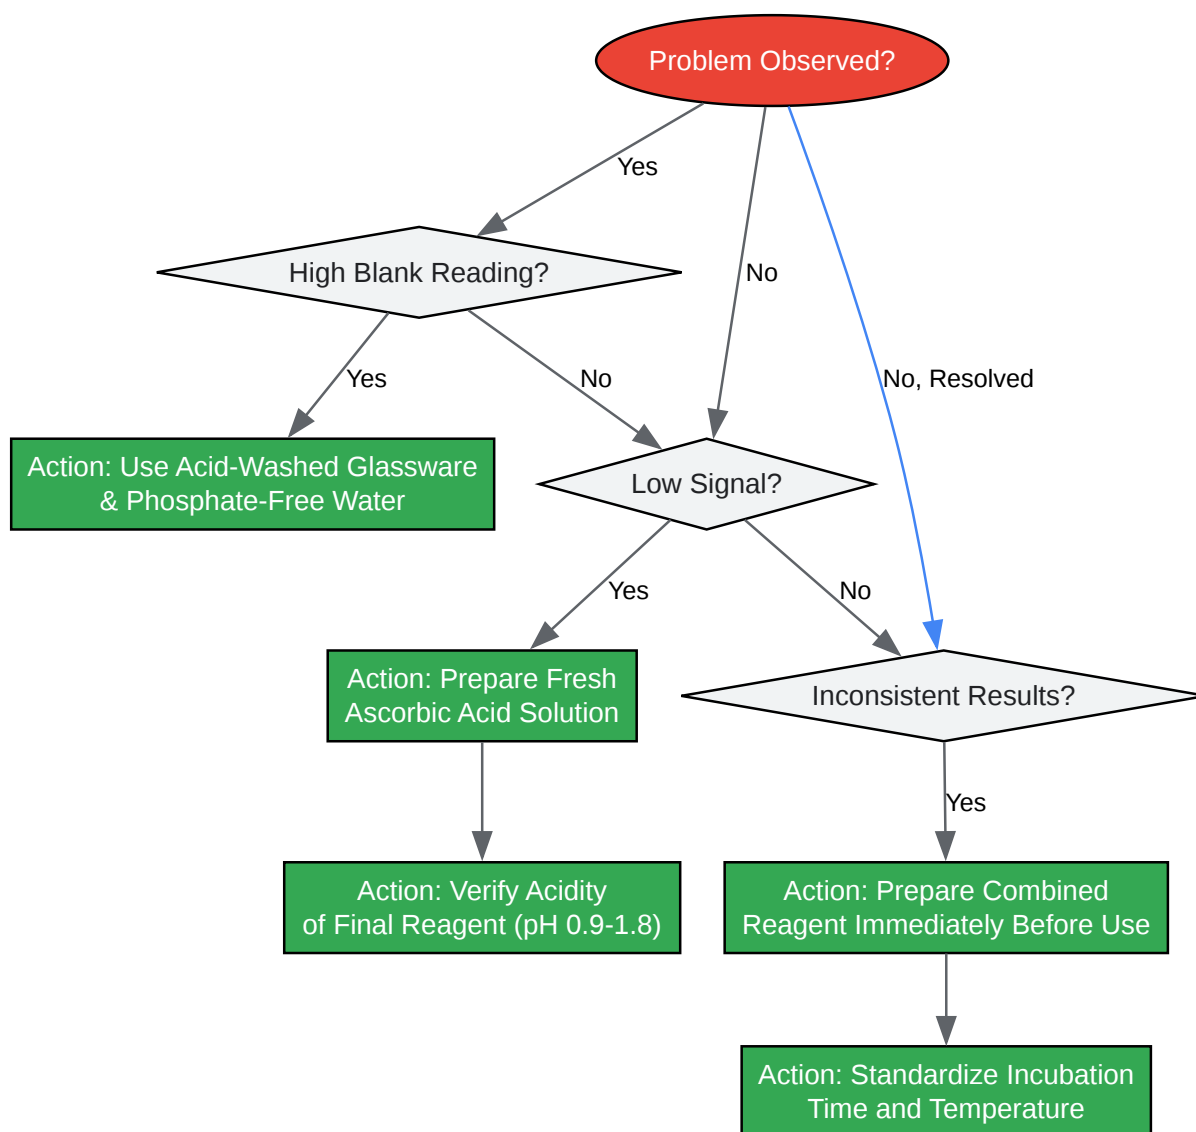 Problem Observed?
Yes
High Blank Reading?
No
Yes
No
No, Resolved
Action: Use Acid-Washed Glassware
& Phosphate-Free Water
Low Signal?
Yes
No
Action: Prepare Fresh
Ascorbic Acid Solution
Inconsistent Results?
Yes
Action: Verify Acidity
of Final Reagent (pH 0.9-1.8)
Action: Prepare Combined
Reagent Immediately Before Use
Action: Standardize Incubation
Time and Temperature